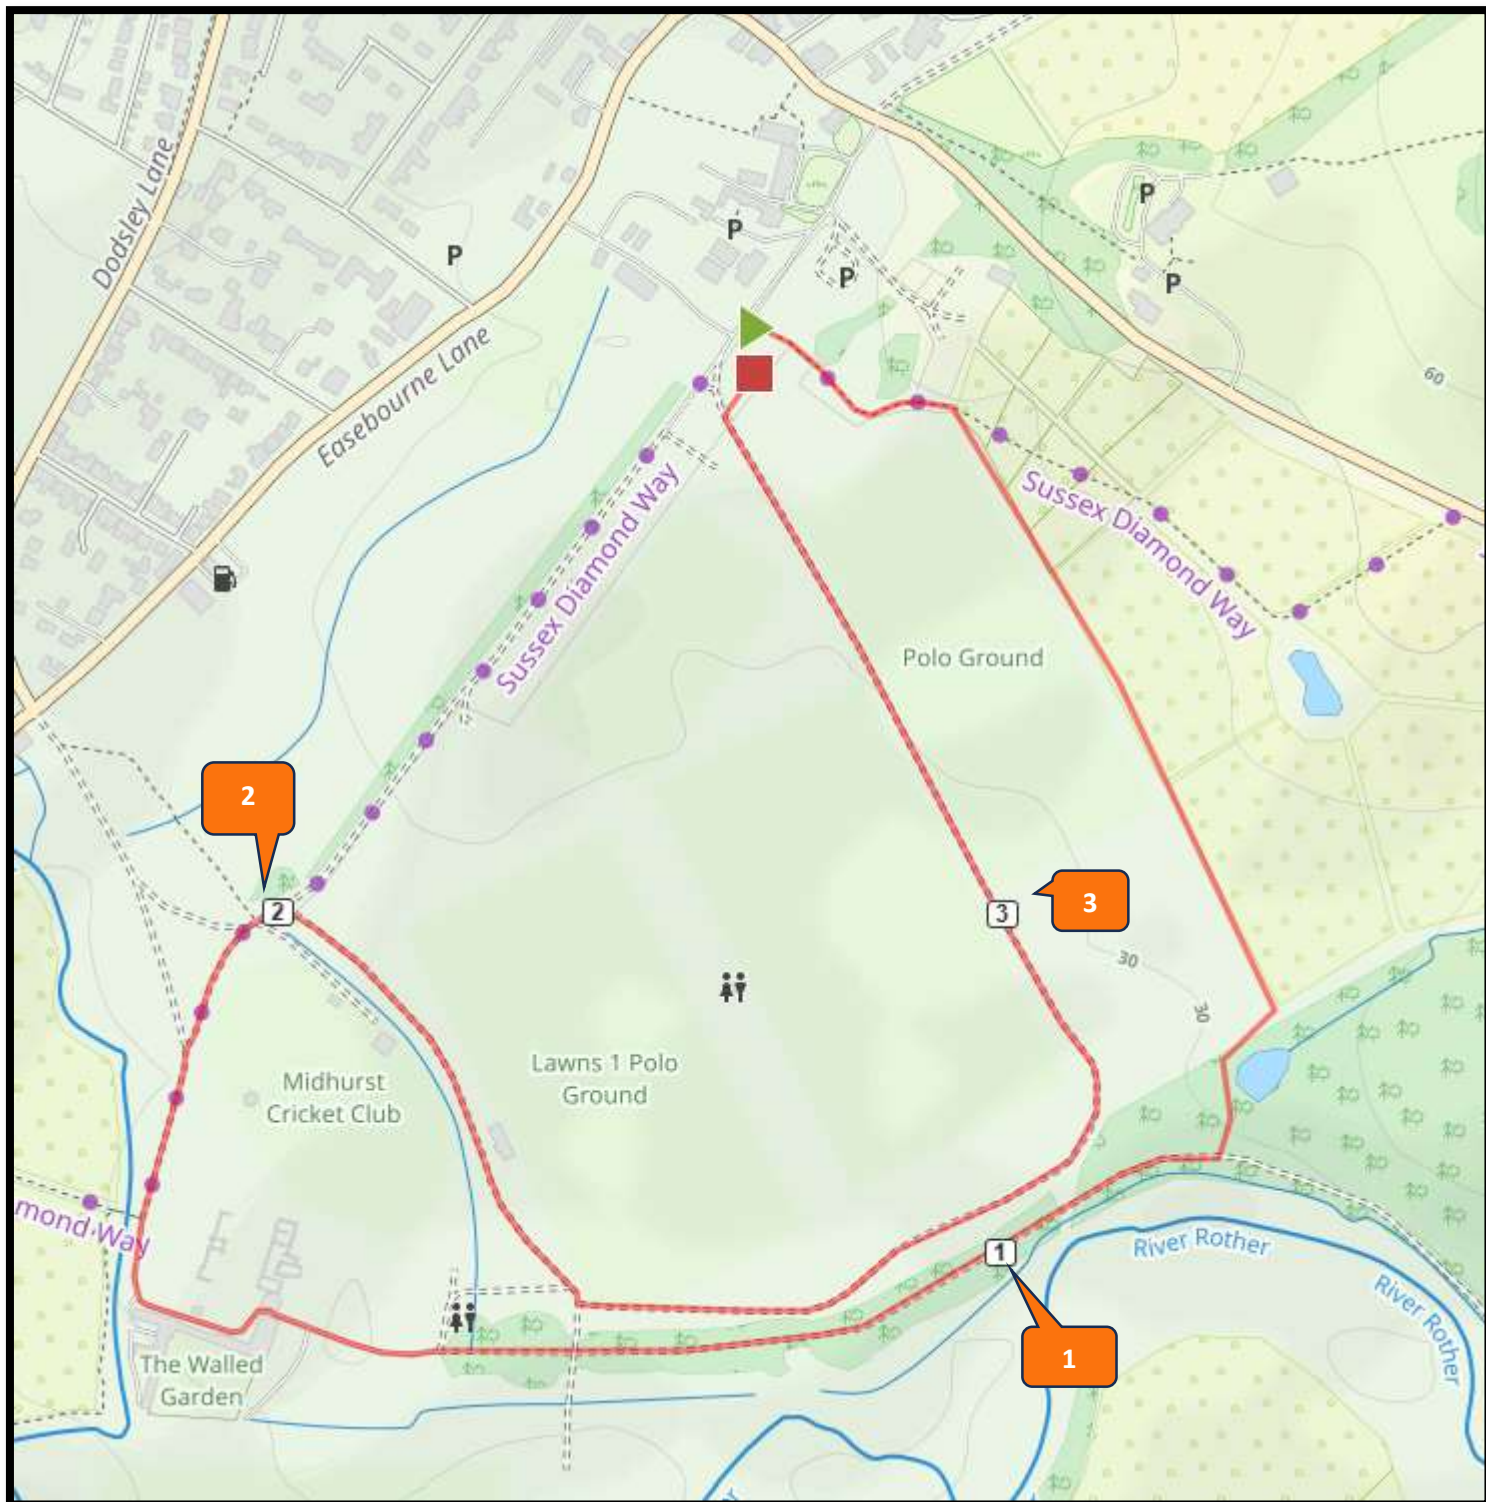 Dodsley Lane
P
P
P
P
P
Easebourne Lane
60
Sussex Diamond Way
Sussex Diamond Way
Polo Ground
2
2
3
3
30
30
Lawns 1 Polo
Ground
Midhurst
Cricket Club
mond Way
1
River Rother
River Rother
The Walled
Garden
1